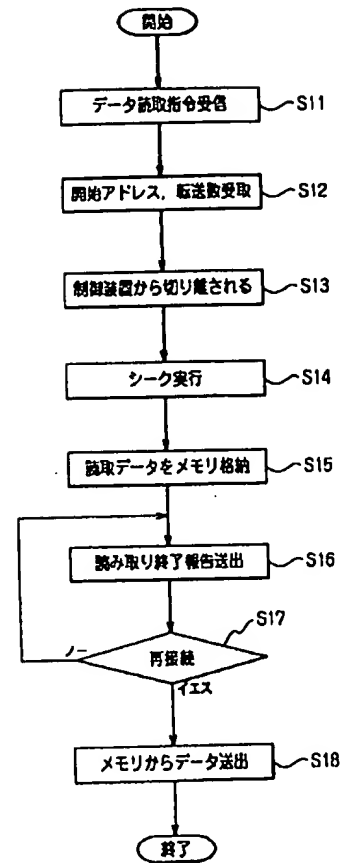 開始
データ読取指令受信
S11
開始アドレス，転送数受取
S12
制御装置から切り離される
S13
シーク実行
S14
読取データをメモリ格納
S15
読み取り終了報告送出
S16
S17
再接続
ノー
イエス
メモリからデータ送出
S18
終了